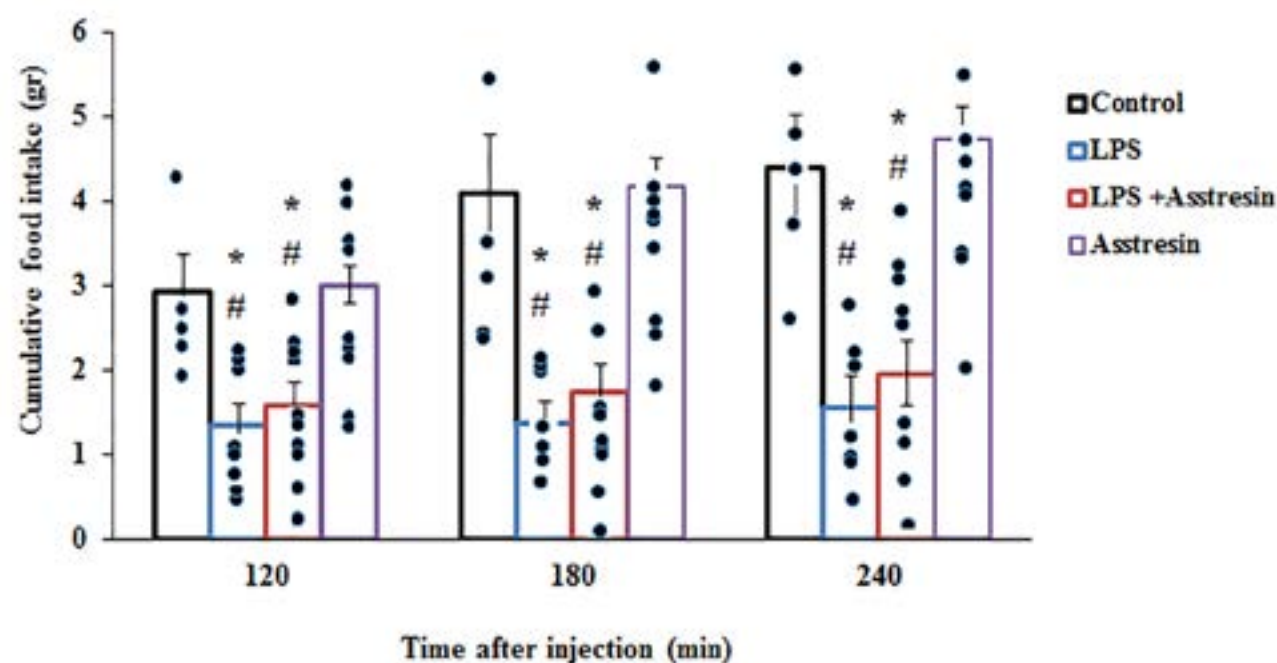 Cumulative food intake (gr)
6
5
4
3
2
1
0
* # * #
* # * #
* # * #
120 180 240
Time after injection (min)
Control
LPS
LPS +Asstresin
Asstresin